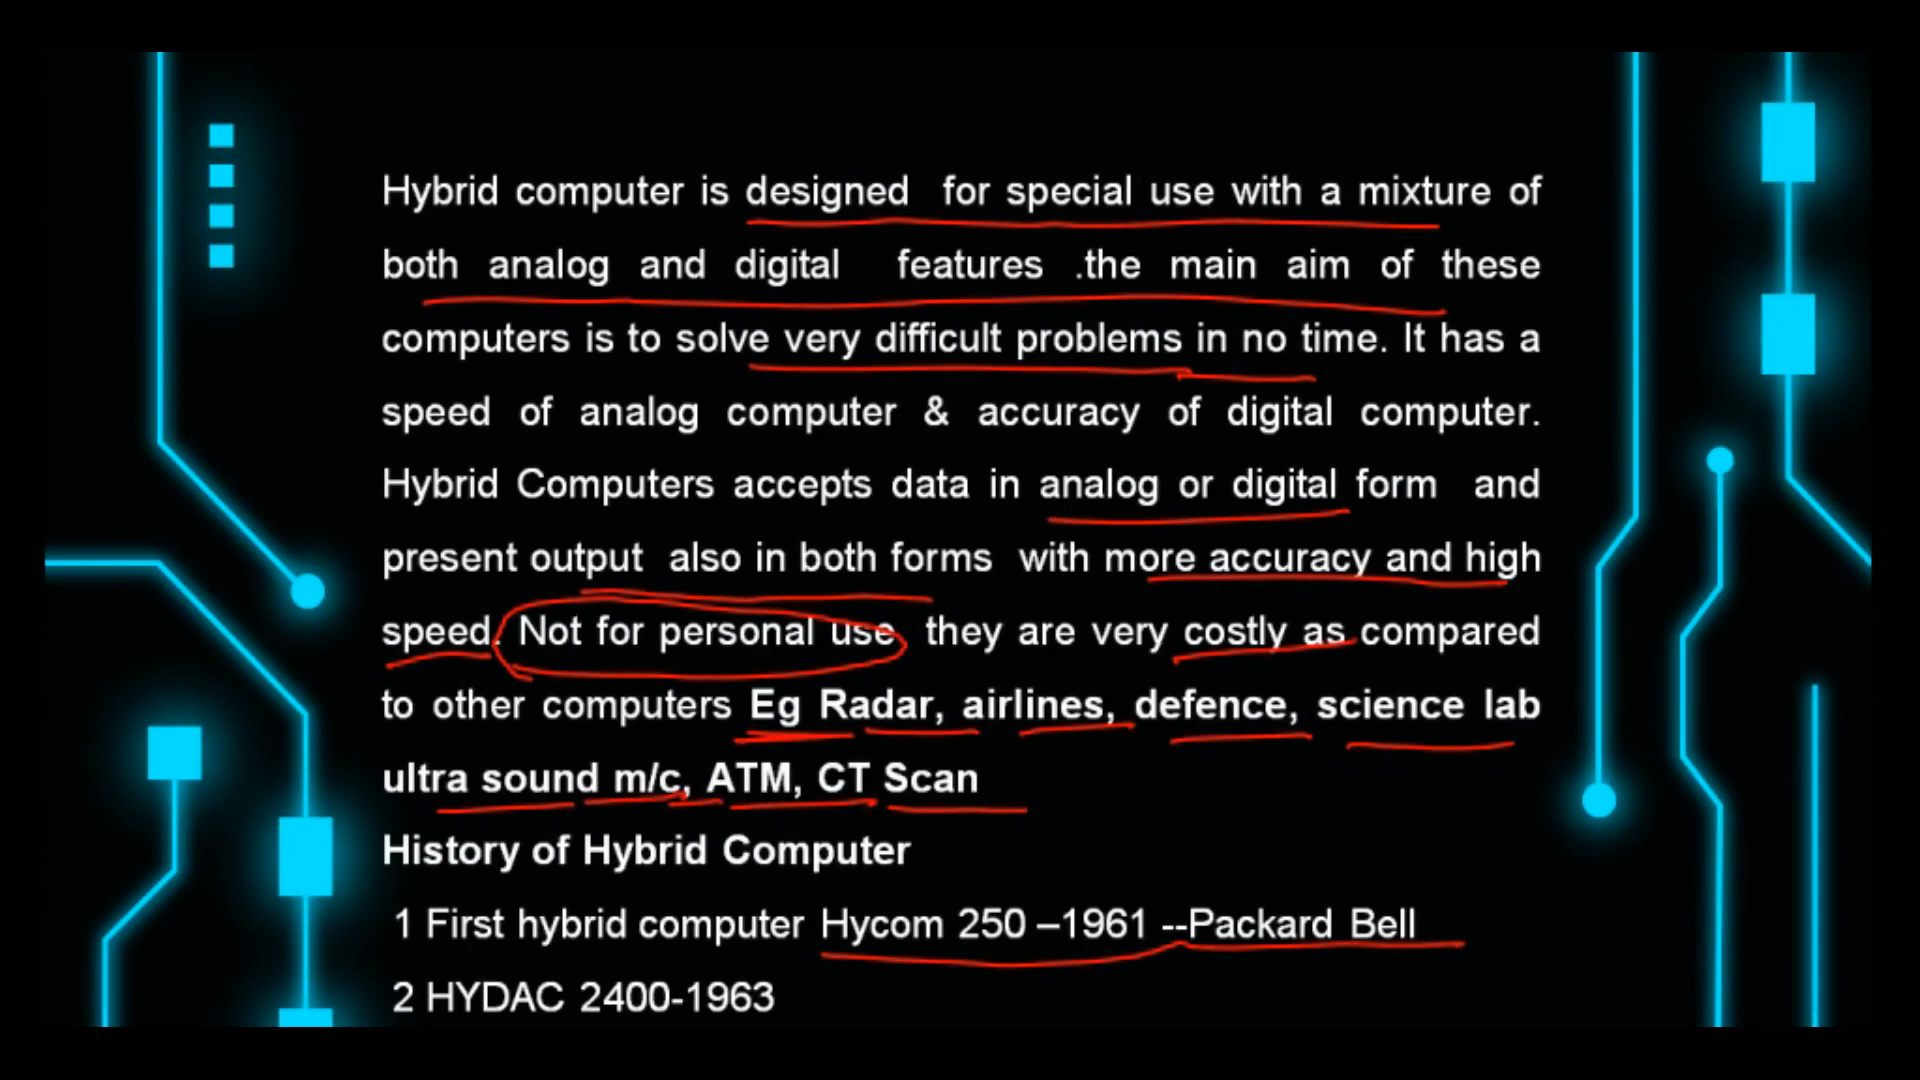 Hybrid computer is designed for special use with a mixture of
both analog and digital features .the main aim of these
computers is to solve very difficult problems in no time. It has a
speed of analog computer & accuracy of digital computer.
Hybrid Computers accepts data in analog or digital form and
present output also in both forms with more accuracy and high
speed. Not for personal use they are very costly as compared
to other computers Eg Radar, airlines, defence, science lab
ultra sound m/c, ATM, CT Scan
History of Hybrid Computer
1 First hybrid computer Hycom 250 –1961 --Packard Bell
2 HYDAC 2400-1963